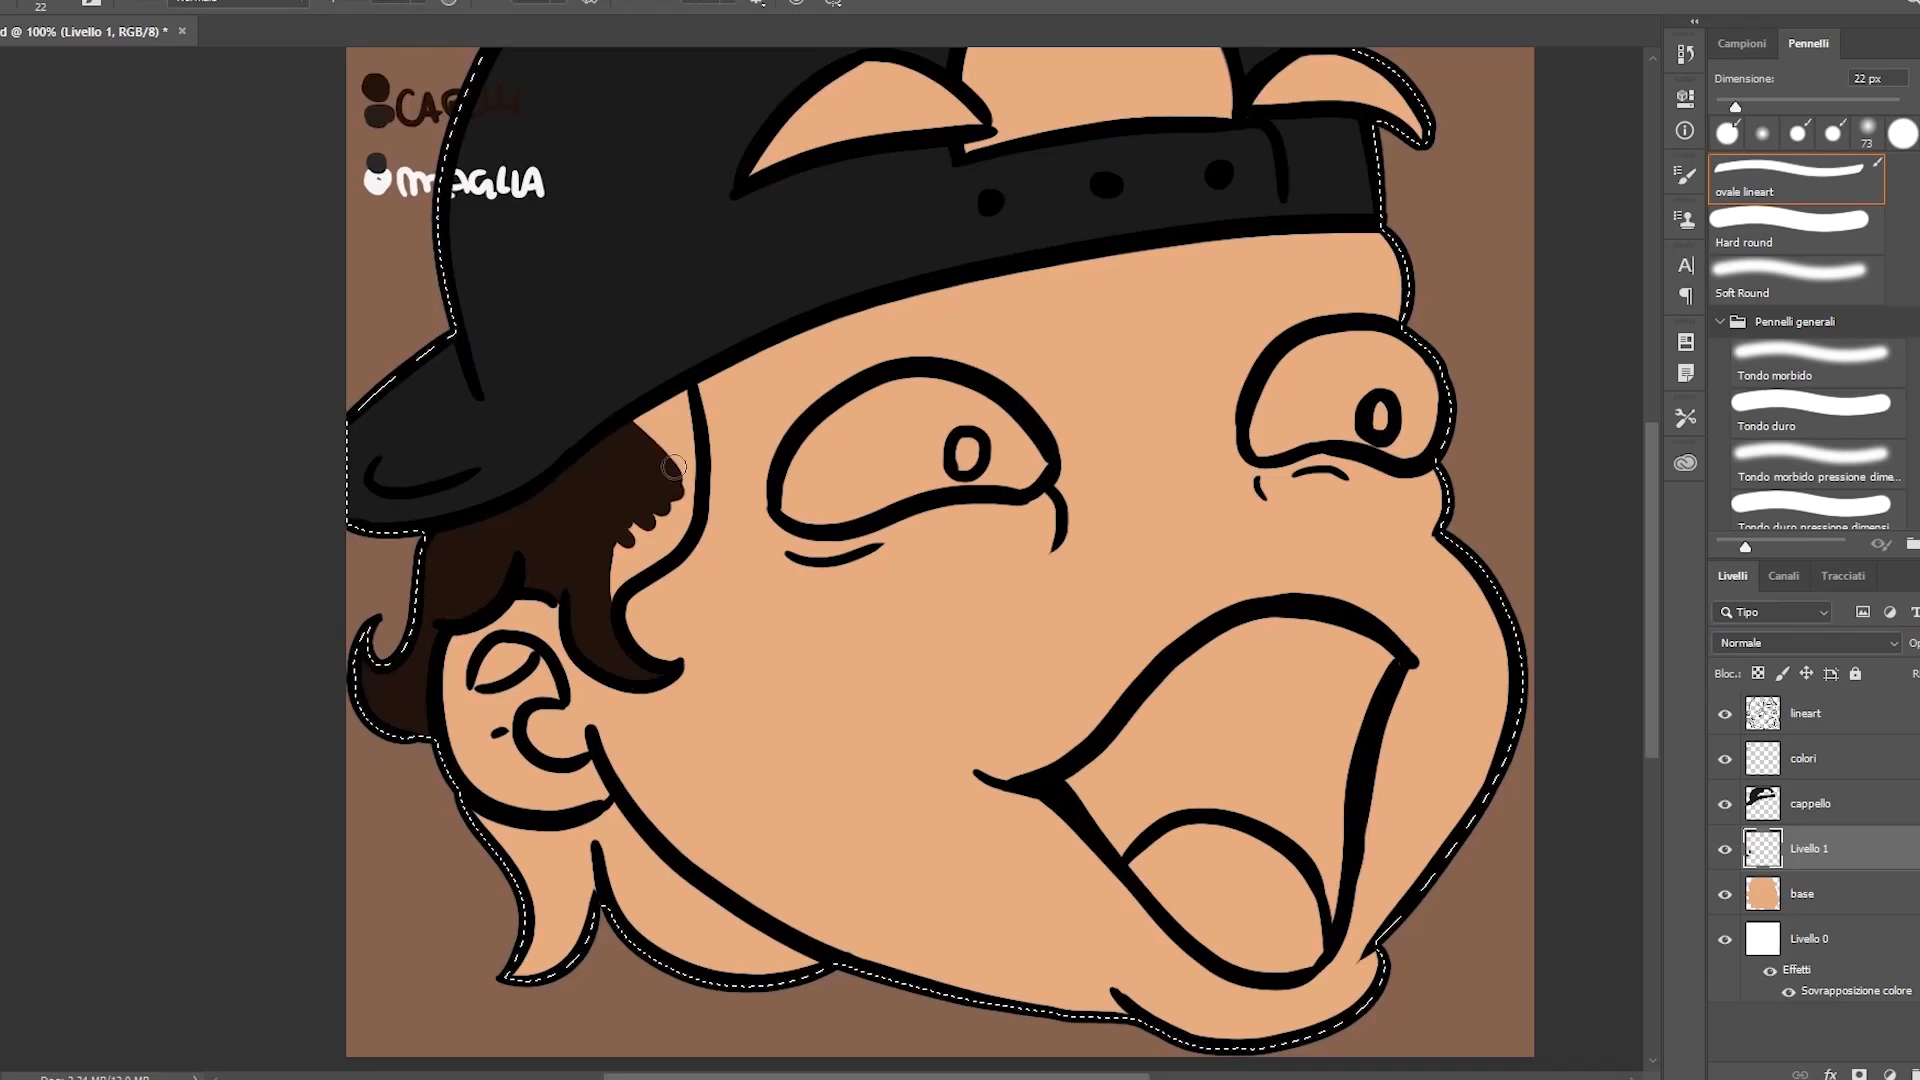 22
d @ 100% (Livello 1, RGB/8) *
MAGLIA
Campioni
Pennelli
Dimensione:
22 px
73
ovale lineart
Hard round
Soft Round
Pennelli generali
Tondo morbido
Tondo duro
Tondo morbido pressione dime...
Tondo duro pressione dimensi
Livelli
Canali
Tracciati
Tipo
Normale
Bloc.:
lineart
colori
cappello
Livello 1
base
Livello 0
Effetti
Sovrapposizione colore